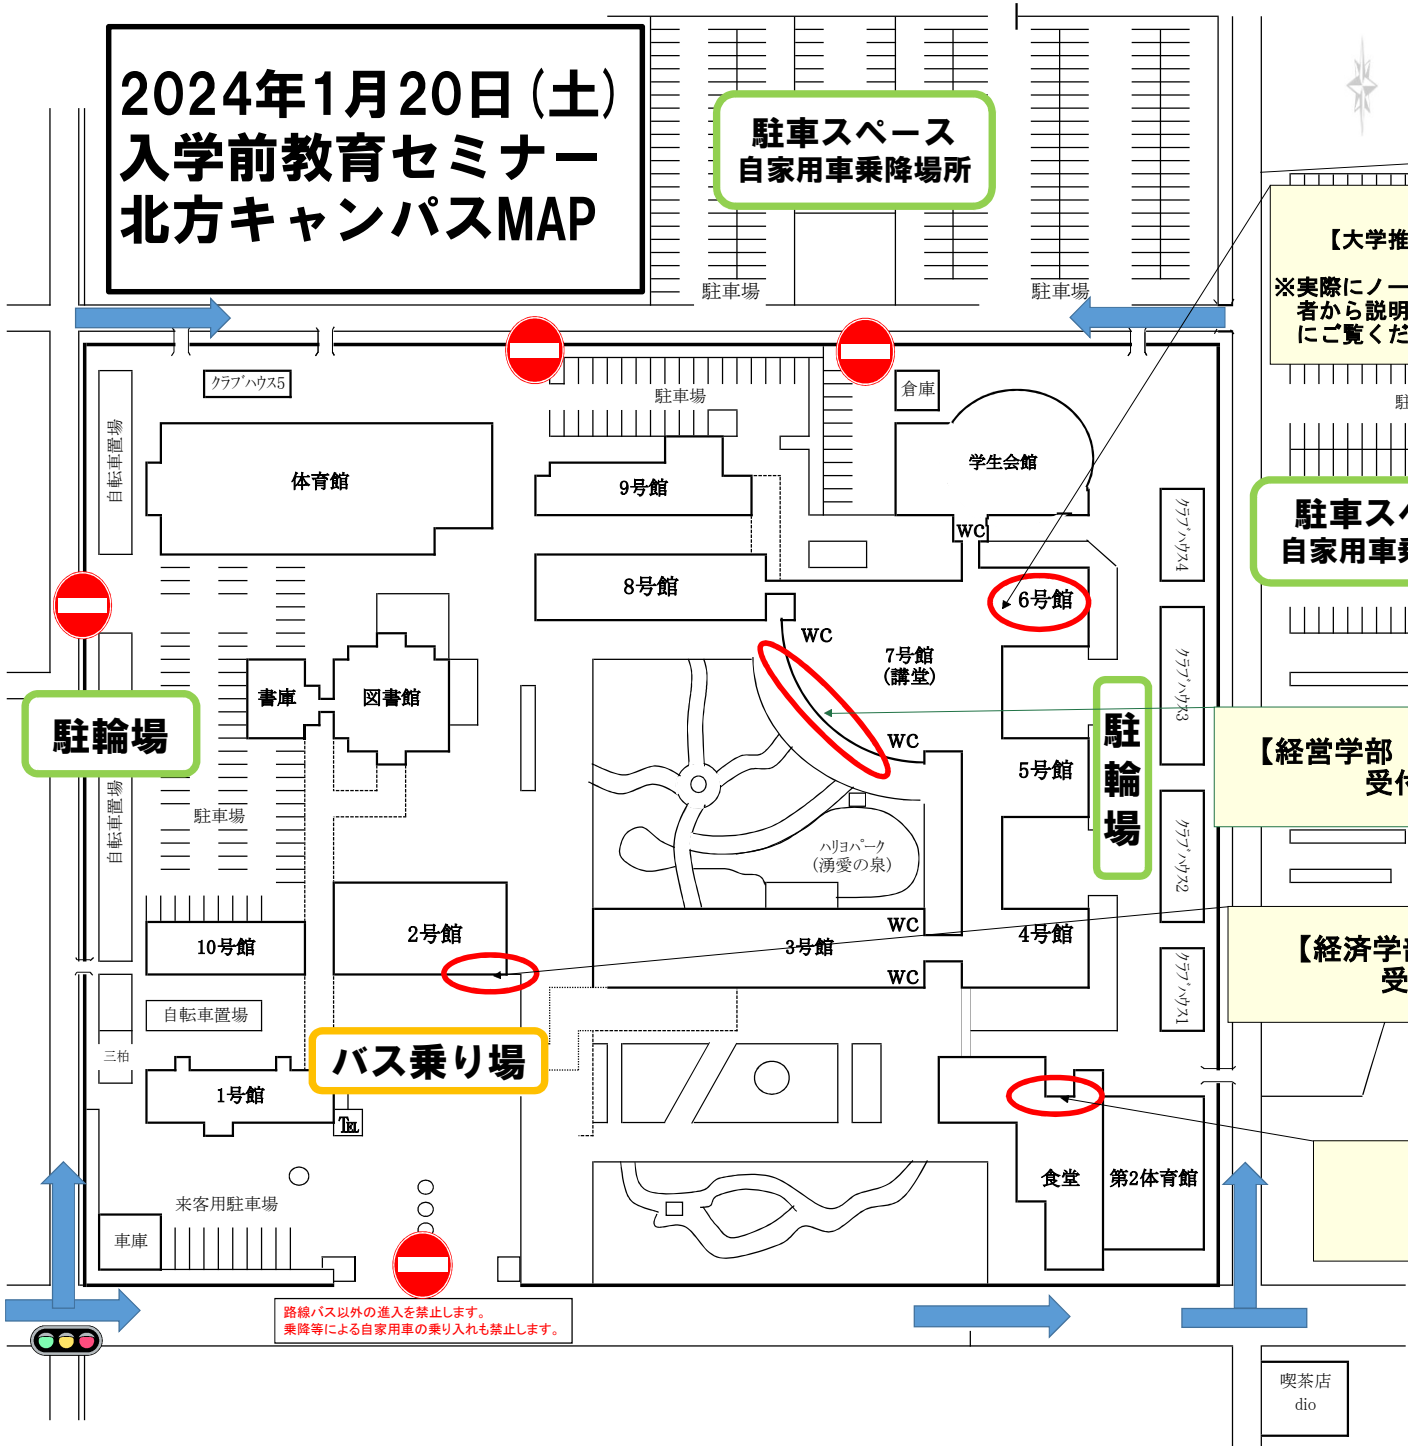 2024年1月20日(土)
入学前教育セミナー
北方キャンパスMAP
駐車スペース
自家用車乗降場所
駐車場
駐車場
【大学推
※実際にノー
者から説明
にご覧くだ
クラブハウス5
駐車場
倉庫
駐
自転車置場
体育館
9号館
学生会館
WC
クラブハウス4
駐車スペ
自家用車乗
8号館
6号館
WC
7号館
(講堂)
書庫
図書館
クラブハウス3
駐輪場
駐輪場
WC
5号館
【経営学部
受付
自転車置場
駐車場
ハリヨパーク
(湧愛の泉)
クラブハウス2
10号館
2号館
3号館
WC
WC
4号館
【経済学部
受
クラブハウス1
自転車置場
三柏
バス乗り場
1号館
TEL
食堂
第2体育館
来客用駐車場
車庫
路線バス以外の進入を禁止します。
乗降等による自家用車の乗り入れも禁止します。
喫茶店
dio